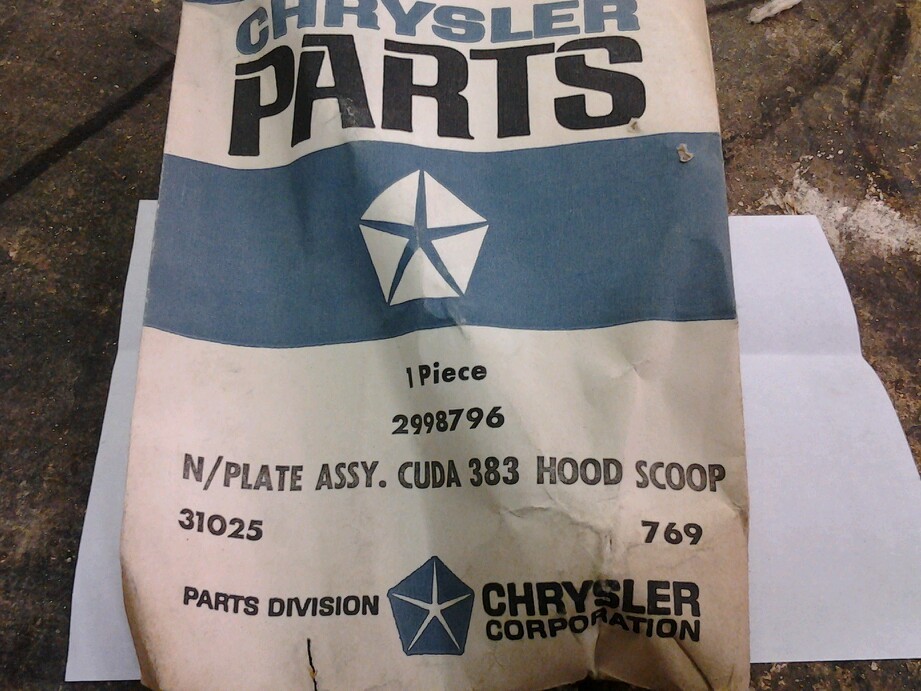 CHRYSLER
PARTS
1 Piece
2998796
N/PLATE ASSY. CUDA 383 HOOD SCOOP
31025 769
PARTS DIVISION CHRYSLER
CORPORATION